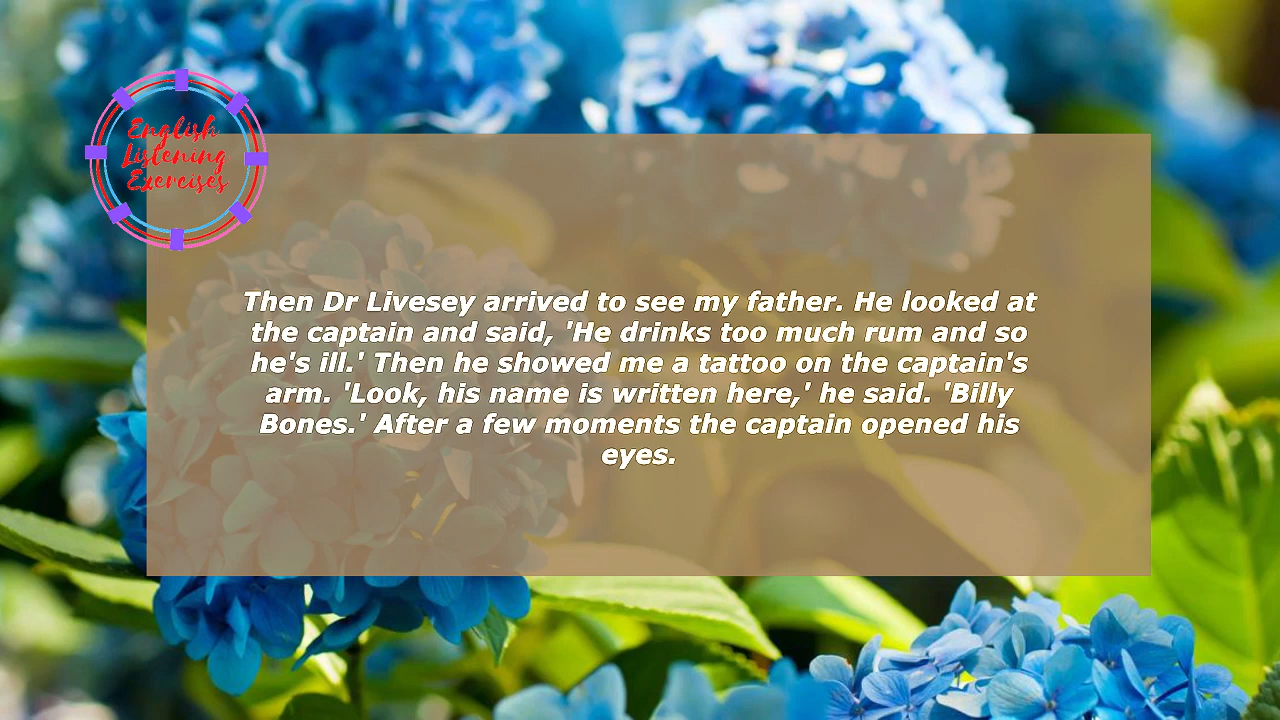 English
Listening
Exercises
Then Dr Livesey arrived to see my father. He looked at
the captain and said, 'He drinks too much rum and so
he's ill.' Then he showed me a tattoo on the captain's
arm. 'Look, his name is written here,' he said. 'Billy
Bones.' After a few moments the captain opened his
eyes.